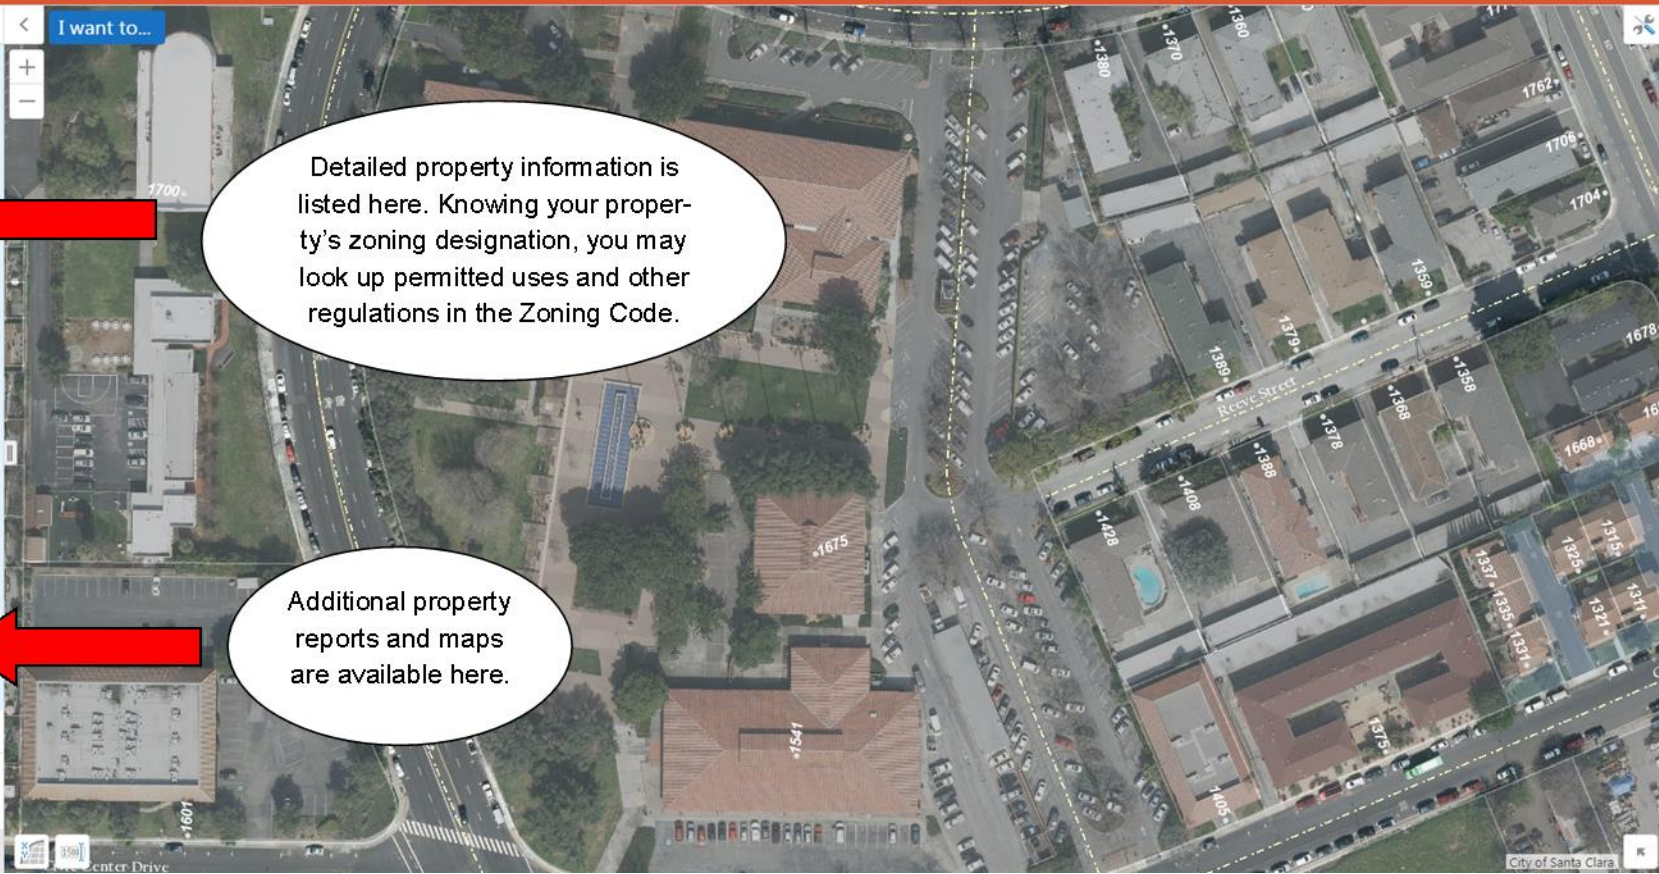 I want to...
Detailed property information is
listed here. Knowing your proper-
ty's zoning designation, you may
look up permitted uses and other
regulations in the Zoning Code.
Additional property
reports and maps
are available here.
1700
1380
1370
1360
1762
1706
1704
1359
1379
1389
Reeve Street
1678
1358
1368
1378
1388
1408
1428
1668
1675
1337
1335
1331
1325
1315
1321
1311
1541
1375
1405
1601
Center Drive
City of Santa Clara